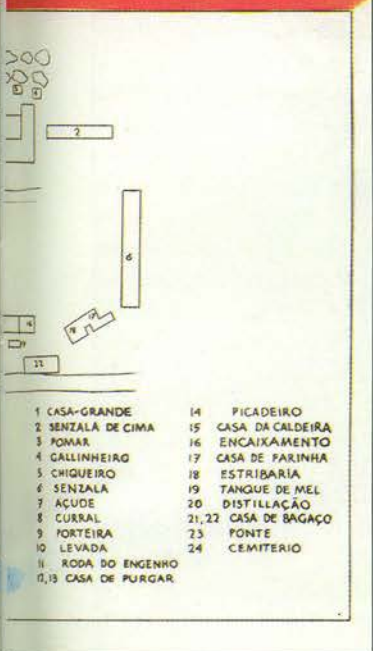 2
6
18
17
22
1 CASA-GRANDE
2 SENZALA DE CIMA
3 POMAR
4 GALLINHEIRO
5 CHIQUEIRO
6 SENZALA
7 AÇUDE
8 CURRAL
9 PORTEIRA
10 LEVADA
11 RODA DO ENGENHO
12,13 CASA DE PURGAR
14 PICADEIRO
15 CASA DA CALDEIRA
16 ENCAIXAMENTO
17 CASA DE FARINHA
18 ESTRIBARIA
19 TANQUE DE MEL
20 DISTILLAÇÃO
21,22 CASA DE BAGAÇO
23 PONTE
24 CEMITERIO